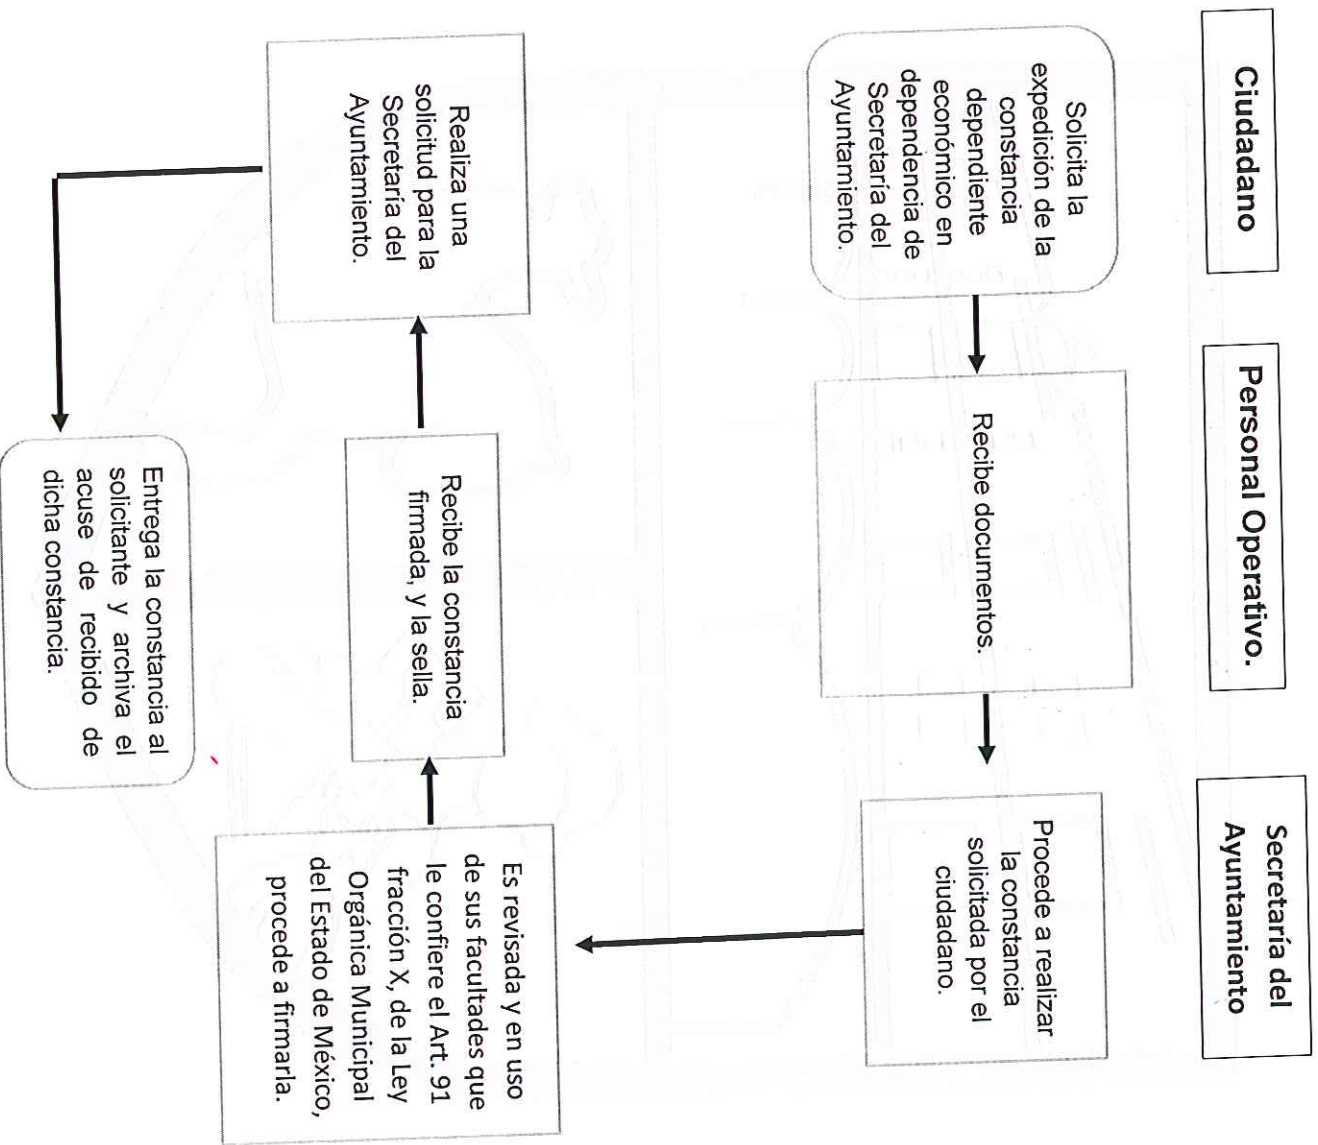 Ciudadano
Personal Operativo.
Secretaría del
Ayuntamiento
Solicita la
expedición de la
constancia
dependiente
económico en
dependencia de
Secretaría del
Ayuntamiento.
Recibe documentos.
Procede a realizar
la constancia
solicitada por el
ciudadano.
Es revisada y en uso
de sus facultades que
le confiere el Art. 91
fracción X, de la Ley
Orgánica Municipal
del Estado de México,
procede a firmarla.
Recibe la constancia
firmada, y la sella.
Realiza una
solicitud para la
Secretaría del
Ayuntamiento.
Entrega la constancia al
solicitante y archiva el
acuse de recibido de
dicha constancia.